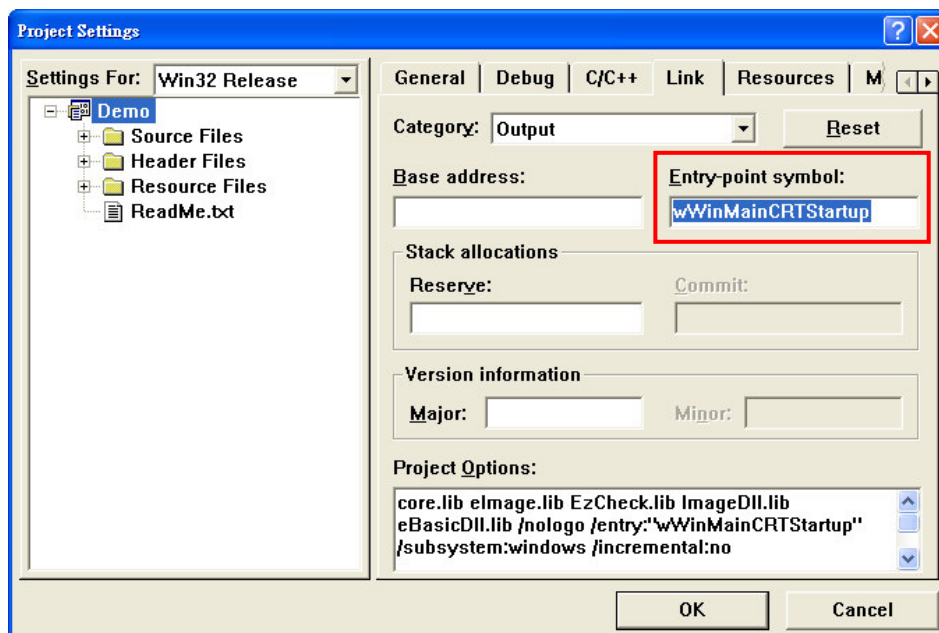 Project Settings
Settings For: Win32 Release
Demo
Source Files
Header Files
Resource Files
ReadMe.txt
General Debug C/C++ Link Resources M
Category: Output Reset
Base address: Entry-point symbol:
wWinMainCRTStartup
Stack allocations
Reserve: Commit:
Version information
Major: Minor:
Project Options:
core.lib eImage.lib EzCheck.lib ImageDll.lib
eBasicDll.lib /nologo /entry:"wWinMainCRTStartup"
/subsystem:windows /incremental:no
OK Cancel